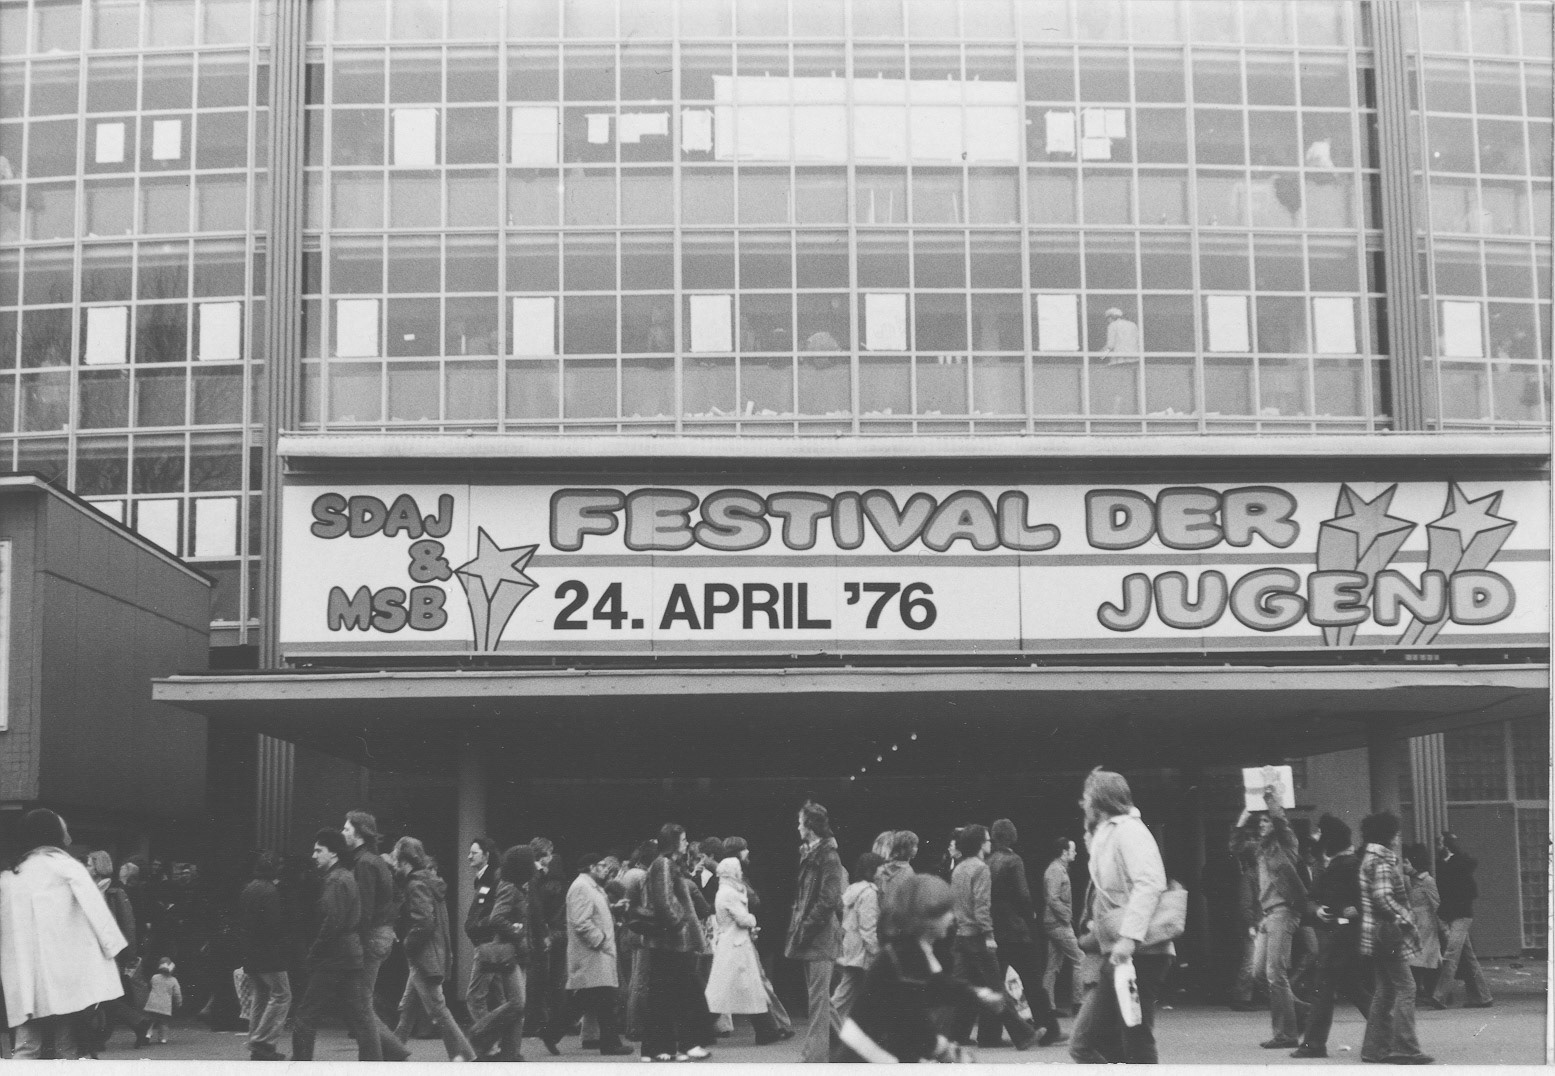 SDAJ
&
MSB
FESTIVAL DER
JUGEND
24. APRIL '76